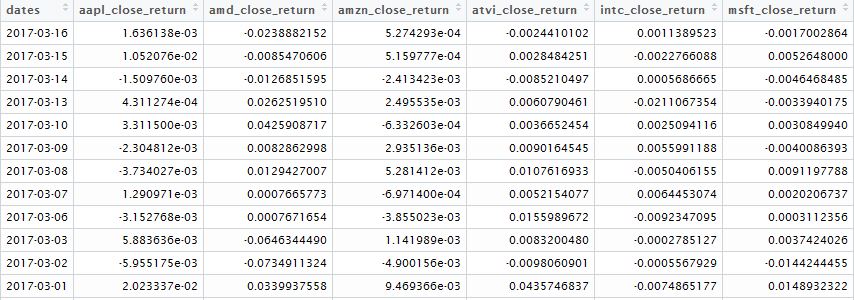 dates aapl_close_return amd_close_return amzn_close_return atvi_close_return intc_close_return msft_close_return
2017-03-16 1.636138e-03 -0.0238882152 5.274293e-04 -0.0024410102 0.0011389523 -0.0017002864
2017-03-15 1.052076e-02 -0.0085470606 5.159777e-04 0.0028484251 -0.0022766088 0.0052648000
2017-03-14 -1.509760e-03 -0.0126851595 -2.413423e-03 -0.0085210497 0.0005686665 -0.0046468485
2017-03-13 4.311274e-04 0.0262519510 2.495535e-03 0.0060790461 -0.0211067354 -0.0033940175
2017-03-10 3.311500e-03 0.0425908717 -6.332603e-04 0.0036652454 0.0025094116 0.0030849940
2017-03-09 -2.304812e-03 0.0082862998 2.935136e-03 0.0090164545 0.0055991188 -0.0040086393
2017-03-08 -3.734027e-03 0.0129427007 5.281412e-03 0.0107616933 -0.0050406155 0.0091197788
2017-03-07 1.290971e-03 0.0007665773 -6.971400e-04 0.0052154077 0.0064453074 0.0020206737
2017-03-06 -3.152768e-03 0.0007671654 -3.855023e-03 0.0155989672 -0.0092347095 0.0003112356
2017-03-03 5.883636e-03 -0.0646344490 1.141989e-03 0.0083200480 -0.0002785127 0.0037424026
2017-03-02 -5.955175e-03 -0.0734911324 -4.900156e-03 -0.0098060901 -0.0005567929 -0.0144244455
2017-03-01 2.023337e-02 0.0339937558 9.469366e-03 0.0435746837 -0.0074865177 0.0148932322